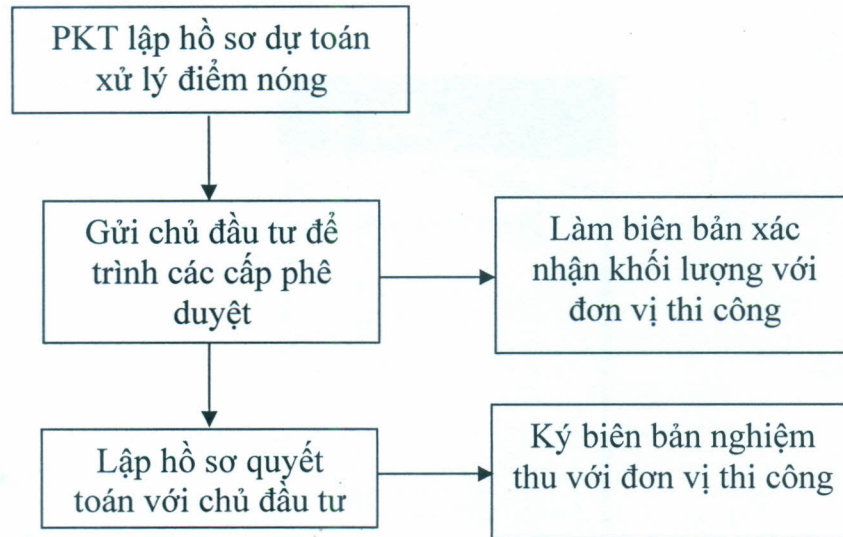 PKT lập hồ sơ dự toán
xử lý điểm nóng
Gửi chủ đầu tư để
trình các cấp phê
duyệt
Làm biên bản xác
nhận khối lượng với
đơn vị thi công
Lập hồ sơ quyết
toán với chủ đầu tư
Ký biên bản nghiệm
thu với đơn vị thi công